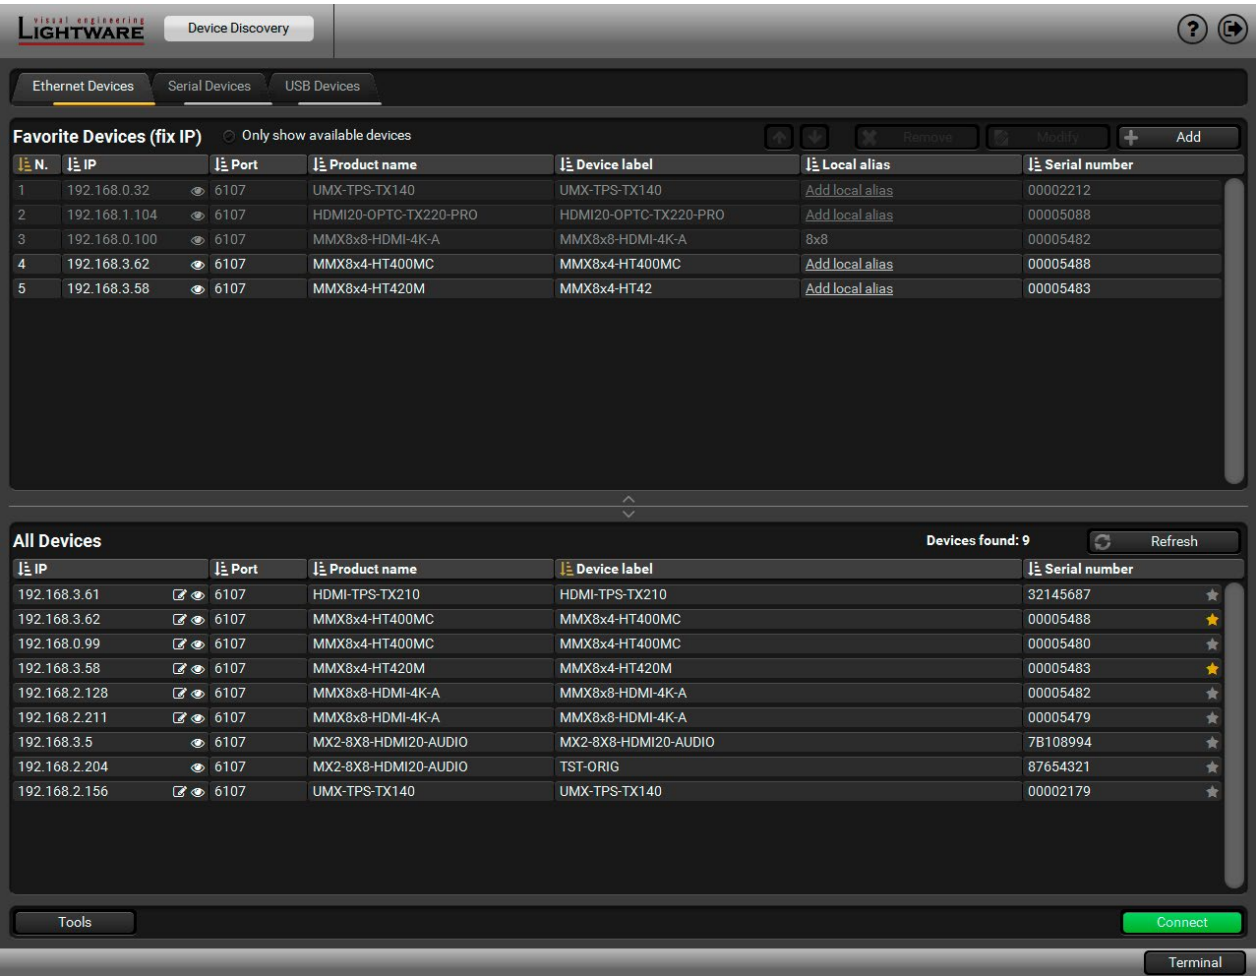 visual engineering
LIGHTWARE Device Discovery ?
Ethernet Devices Serial Devices USB Devices
Favorite Devices (fix IP) Only show available devices Remove Modify Add
N. IP Port Product name Device label Local alias Serial number
1 192.168.0.32 6107 UMX-TPS-TX140 UMX-TPS-TX140 Add local alias 00002212
2 192.168.1.104 6107 HDMI20-OPTC-TX220-PRO HDMI20-OPTC-TX220-PRO Add local alias 00005088
3 192.168.0.100 6107 MMX8x8-HDMI-4K-A MMX8x8-HDMI-4K-A 8x8 00005482
4 192.168.3.62 6107 MMX8x4-HT400MC MMX8x4-HT400MC Add local alias 00005488
5 192.168.3.58 6107 MMX8x4-HT420M MMX8x4-HT42 Add local alias 00005483
All Devices Devices found: 9 Refresh
IP Port Product name Device label Serial number
192.168.3.61 6107 HDMI-TPS-TX210 HDMI-TPS-TX210 32145687
192.168.3.62 6107 MMX8x4-HT400MC MMX8x4-HT400MC 00005488
192.168.0.99 6107 MMX8x4-HT400MC MMX8x4-HT400MC 00005480
192.168.3.58 6107 MMX8x4-HT420M MMX8x4-HT420M 00005483
192.168.2.128 6107 MMX8x8-HDMI-4K-A MMX8x8-HDMI-4K-A 00005482
192.168.2.211 6107 MMX8x8-HDMI-4K-A MMX8x8-HDMI-4K-A 00005479
192.168.3.5 6107 MX2-8X8-HDMI20-AUDIO MX2-8X8-HDMI20-AUDIO 7B108994
192.168.2.204 6107 MX2-8X8-HDMI20-AUDIO TST-ORIG 87654321
192.168.2.156 6107 UMX-TPS-TX140 UMX-TPS-TX140 00002179
Tools Connect
Terminal